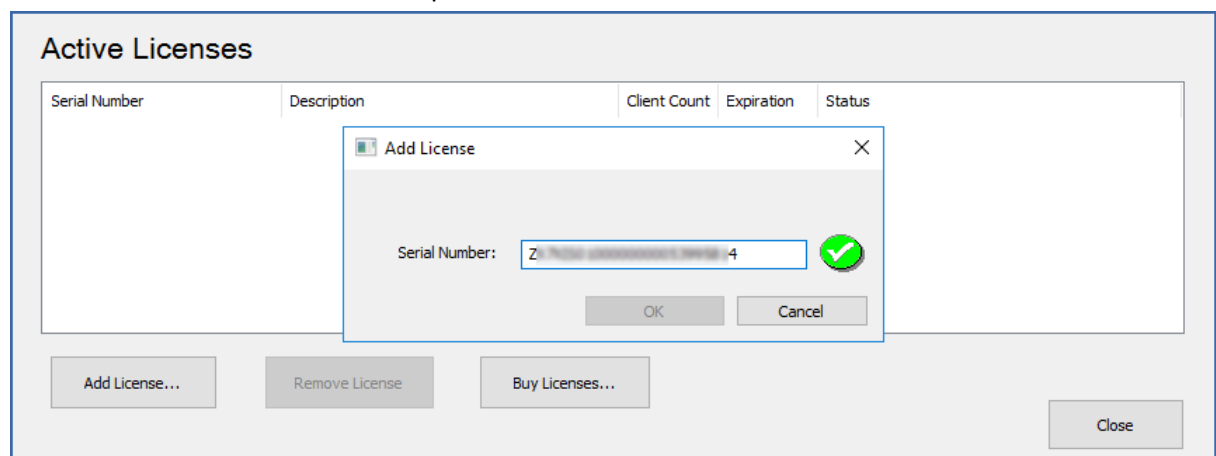 Active Licenses
Serial Number Description Client Count Expiration Status
Add License
Serial Number: Z 4
OK Cancel
Add License... Remove License Buy Licenses...
Close